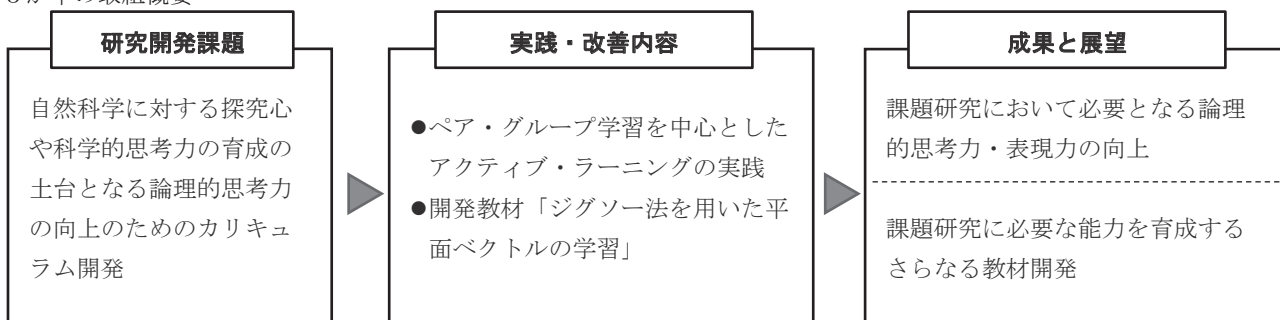 研究開発課題
自然科学に対する探究心
や科学的思考力の育成の
土台となる論理的思考力
の向上のためのカリキュ
ラム開発
実践・改善内容
●ペア・グループ学習を中心とした
アクティブ・ラーニングの実践
●開発教材「ジグソー法を用いた平
面ベクトルの学習」
成果と展望
課題研究において必要となる論理
的思考力・表現力の向上
課題研究に必要な能力を育成する
さらなる教材開発